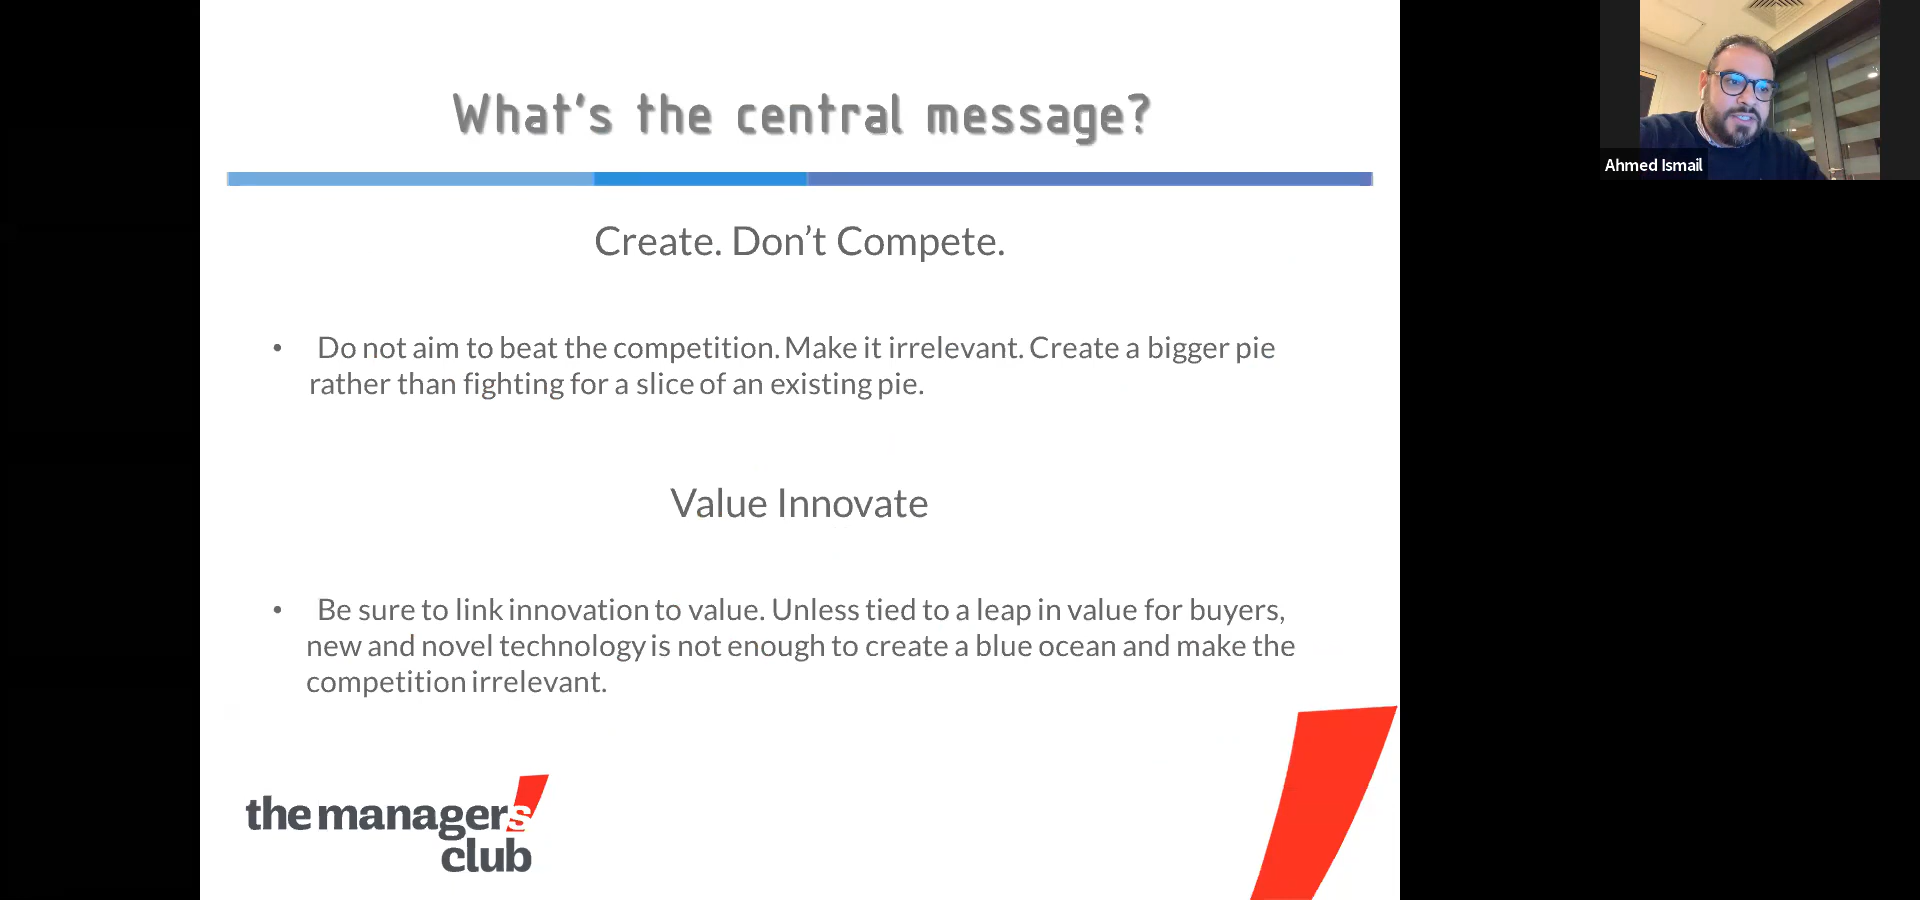 What's the central message?
Create. Don’t Compete.
• Do not aim to beat the competition. Make it irrelevant. Create a bigger pie
rather than fighting for a slice of an existing pie.
Value Innovate
• Be sure to link innovation to value. Unless tied to a leap in value for buyers,
new and novel technology is not enough to create a blue ocean and make the
competition irrelevant.
the managers
club
Ahmed Ismail